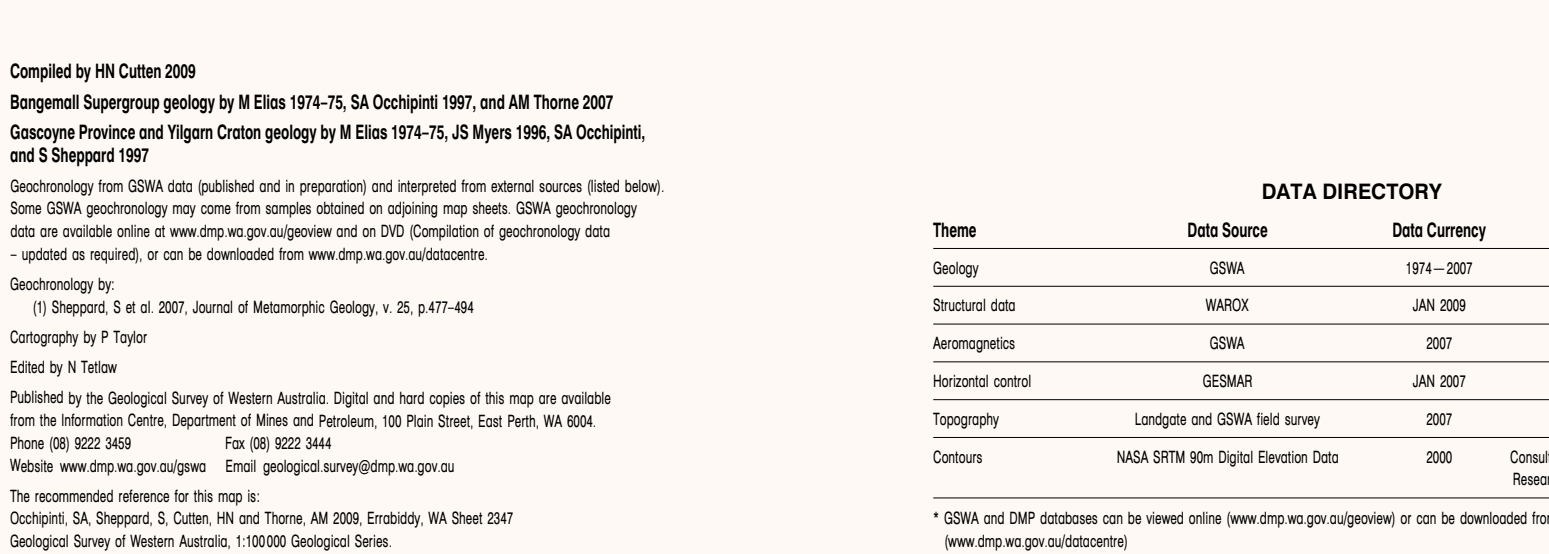 Compiled by HN Cutten 2009
Bangemall Supergroup geology by M Elias 1974–75, SA Occhipinti 1997, and AM Thorne 2007
Gascoyne Province and Yilgarn Craton geology by M Elias 1974–75, JS Myers 1996, SA Occhipinti,
and S Sheppard 1997
Geochronology from GSWA data (published and in preparation) and interpreted from external sources (listed below).
Some GSWA geochronology may come from samples obtained on adjoining map sheets. GSWA geochronology
data are available online at www.dmp.wa.gov.au/geoview and on DVD (Compilation of geochronology data
– updated as required), or can be downloaded from www.dmp.wa.gov.au/datacentre.
Geochronology by:
(1) Sheppard, S et al. 2007, Journal of Metamorphic Geology, v. 25, p.477–494
Cartography by P Taylor
Edited by N Tetlaw
Published by the Geological Survey of Western Australia. Digital and hard copies of this map are available
from the Information Centre, Department of Mines and Petroleum, 100 Plain Street, East Perth, WA 6004.
Phone (08) 9222 3459 Fax (08) 9222 3444
Website www.dmp.wa.gov.au/gswa Email geological.survey@dmp.wa.gov.au
The recommended reference for this map is:
Occhipinti, SA, Sheppard, S, Cutten, HN and Thorne, AM 2009, Errabiddy, WA Sheet 2347
Geological Survey of Western Australia, 1:100 000 Geological Series.
DATA DIRECTORY
Theme Data Source Data Currency
Geology GSWA 1974—2007
Structural data WAROX JAN 2009
Aeromagnetics GSWA 2007
Horizontal control GESMAR JAN 2007
Topography Landgate and GSWA field survey 2007
Contours NASA SRTM 90m Digital Elevation Data 2000
* GSWA and DMP databases can be viewed online (www.dmp.wa.gov.au/geoview) or can be downloaded
(www.dmp.wa.gov.au/datacentre)